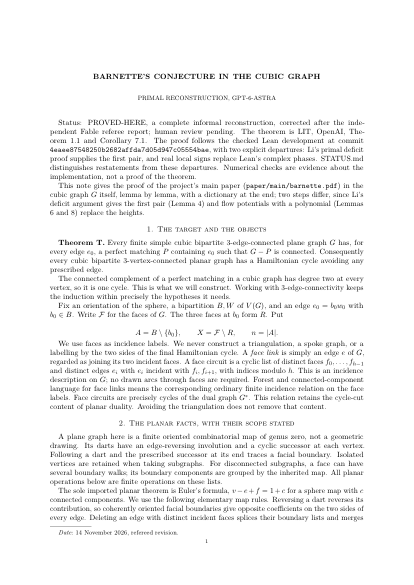 BARNETTE'S CONJECTURE IN THE CUBIC GRAPH
PRIMAL RECONSTRUCTION, GPT-6-ASTRA
Status: PROVED-HERE, a complete informal reconstruction, corrected after the inde-
pendent Fable referee report; human review pending. The theorem is LIT, OpenAI, The-
orem 1.1 and Corollary 7.1. The proof follows the checked Lean development at commit
4eaee87548250b2682affda7d05d947c05554bae, with two explicit departures: Li's primal deficit
proof supplies the first pair, and real local signs replace Lean's complex phases. STATUS.md
distinguishes restatements from these departures. Numerical checks are evidence about the
implementation, not a proof of the theorem.
This note gives the proof of the project's main paper (paper/main/barnette.pdf) in the
cubic graph G itself, lemma by lemma, with a dictionary at the end; two steps differ, since Li's
deficit argument gives the first pair (Lemma 4) and flow potentials with a polynomial (Lemmas
6 and 8) replace the heights.
1. The target and the objects
Theorem T. Every finite simple cubic bipartite 3-edge-connected plane graph G has, for
every edge e₀, a perfect matching P containing e₀ such that G − P is connected. Consequently
every cubic bipartite 3-vertex-connected planar graph has a Hamiltonian cycle avoiding any
prescribed edge.
The connected complement of a perfect matching in a cubic graph has degree two at every
vertex, so it is one cycle. This is what we will construct. Working with 3-edge-connectivity keeps
the induction within precisely the hypotheses it needs.
Fix an orientation of the sphere, a bipartition B, W of V(G), and an edge e₀ = b₀w₀ with
b₀ ∈ B. Write F for the faces of G. The three faces at b₀ form R. Put
A = B \ {b₀}, X = F \ R, n = |A|.
We use faces as incidence labels. We never construct a triangulation, a spoke graph, or a
labelling by the two sides of the final Hamiltonian cycle. A face link is simply an edge e of G,
regarded as joining its two incident faces. A face circuit is a cyclic list of distinct faces f₀, . . . , fₕ₋₁
and distinct edges eᵢ with eᵢ incident with fᵢ, fᵢ₊₁, with indices modulo h. This is an incidence
description on G; no drawn arcs through faces are required. Forest and connected-component
language for face links means the corresponding ordinary finite incidence relation on the face
labels. Face circuits are precisely cycles of the dual graph G*. This relation retains the cycle-cut
content of planar duality. Avoiding the triangulation does not remove that content.
2. The planar facts, with their scope stated
A plane graph here is a finite oriented combinatorial map of genus zero, not a geometric
drawing. Its darts have an edge-reversing involution and a cyclic successor at each vertex.
Following a dart and the prescribed successor at its end traces a facial boundary. Isolated
vertices are retained when taking subgraphs. For disconnected subgraphs, a face can have
several boundary walks; its boundary components are grouped by the inherited map. All planar
operations below are finite operations on these lists.
The sole imported planar theorem is Euler's formula, v − e + f = 1 + c for a sphere map with c
connected components. We use the following elementary map rules. Reversing a dart reverses its
contribution, so coherently oriented facial boundaries give opposite coefficients on the two sides of
every edge. Deleting an edge with distinct incident faces splices their boundary lists and merges
Date: 14 November 2026, refereed revision.
1